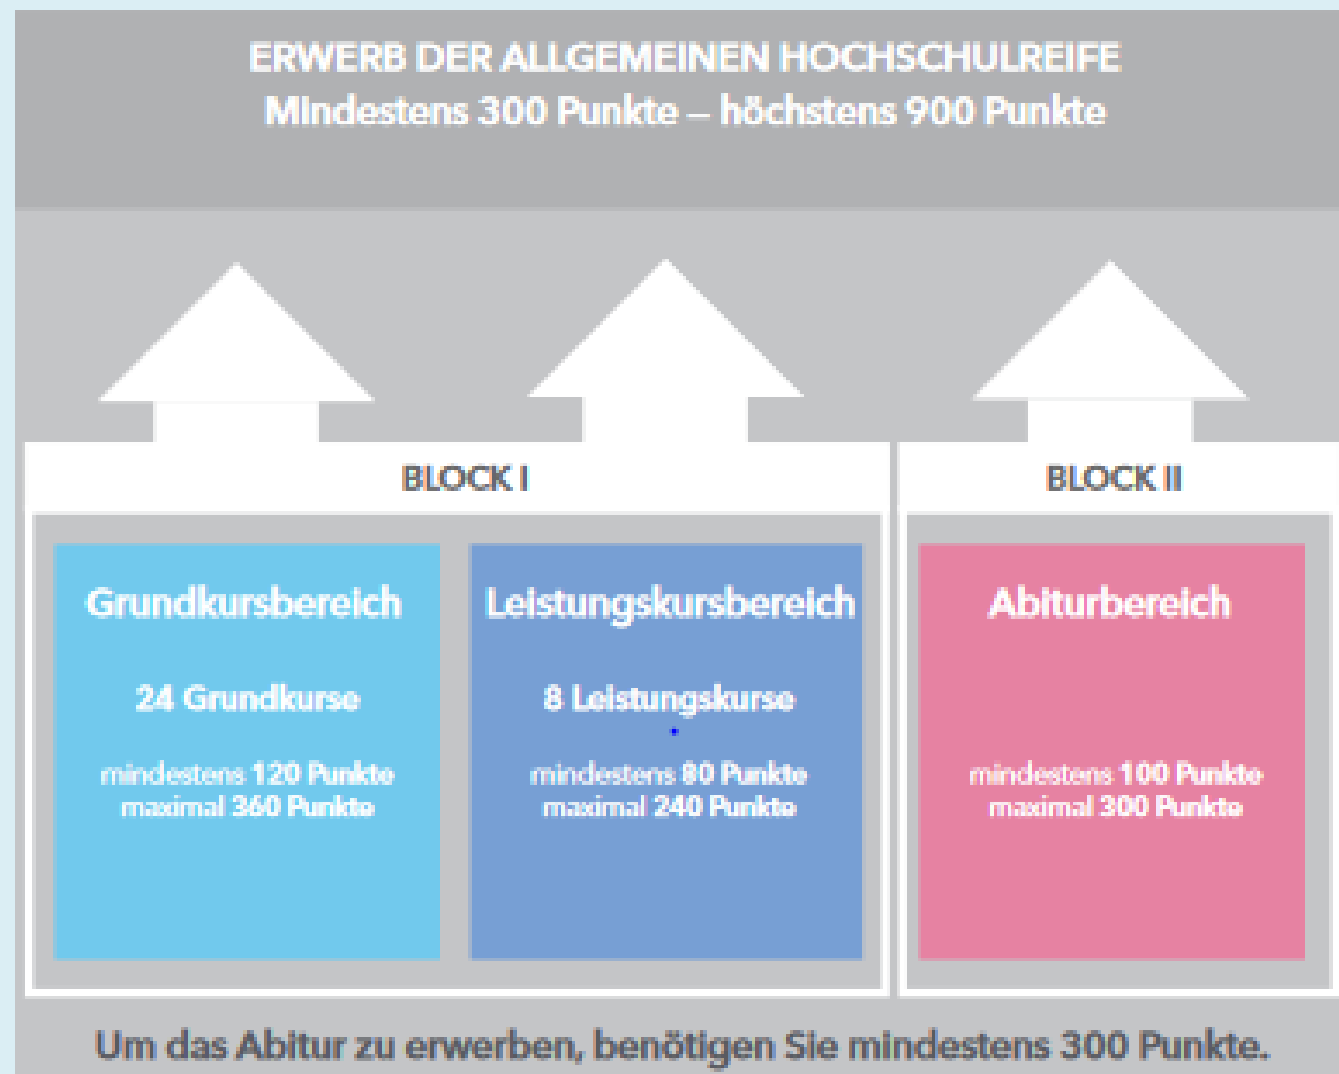 ERWERB DER ALLGEMEINEN HOCHSCHULREIFE
Mindestens 300 Punkte – höchstens 900 Punkte
BLOCK I
BLOCK II
Grundkursbereich
24 Grundkurse
mindestens 120 Punkte
maximal 360 Punkte
Leistungskursbereich
8 Leistungskurse
mindestens 80 Punkte
maximal 240 Punkte
Abiturbereich
mindestens 100 Punkte
maximal 300 Punkte
Um das Abitur zu erwerben, benötigen Sie mindestens 300 Punkte.